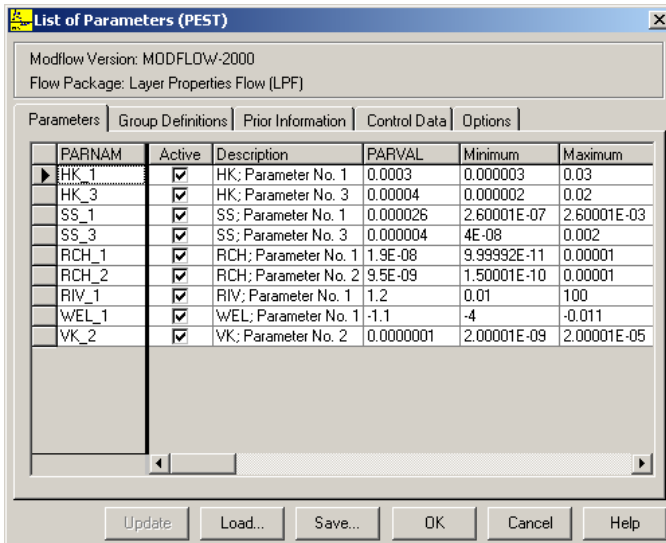 List of Parameters (PEST)
Modflow Version: MODFLOW-2000
Flow Package: Layer Properties Flow (LPF)
Parameters Group Definitions Prior Information Control Data Options
PARNAM Active Description PARVAL Minimum Maximum
HK_1 HK; Parameter No. 1 0.0003 0.000003 0.03
HK_3 HK; Parameter No. 3 0.00004 0.000002 0.02
SS_1 SS; Parameter No. 1 0.000026 2.60001E-07 2.60001E-03
SS_3 SS; Parameter No. 3 0.000004 4E-08 0.002
RCH_1 RCH; Parameter No. 1 1.9E-08 9.99992E-11 0.00001
RCH_2 RCH; Parameter No. 2 9.5E-09 1.50001E-10 0.00001
RIV_1 RIV; Parameter No. 1 1.2 0.01 100
WEL_1 WEL; Parameter No. 1 -1.1 -4 -0.011
VK_2 VK; Parameter No. 2 0.0000001 2.00001E-09 2.00001E-05
Update Load... Save... OK Cancel Help